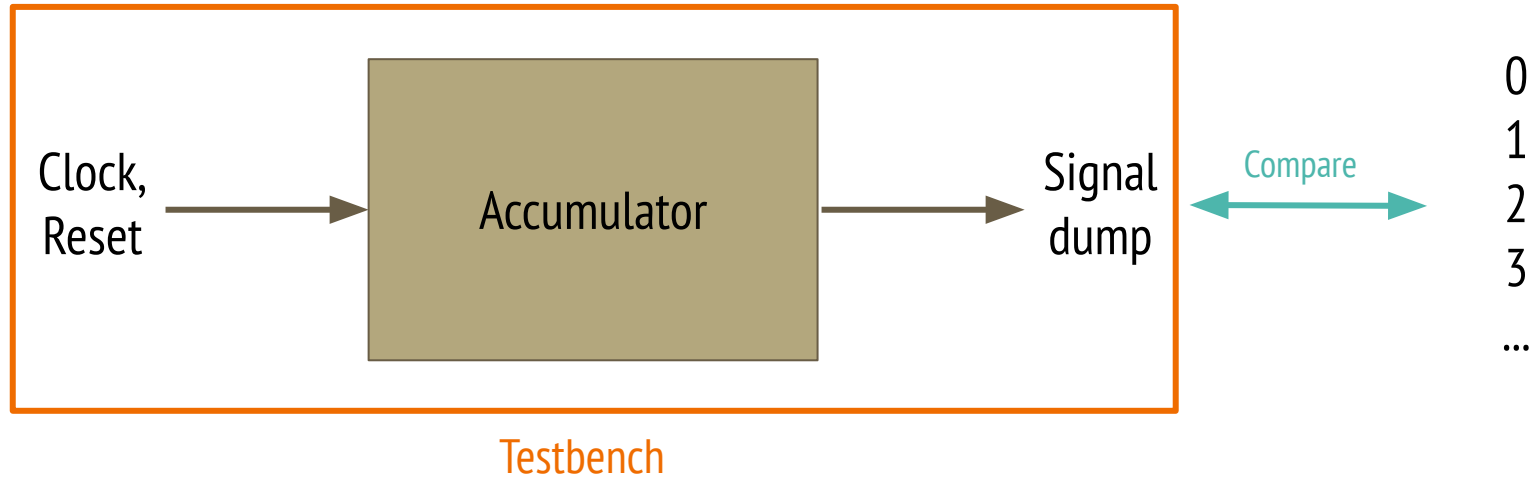 Clock,
Reset
Accumulator
Signal
dump
Compare
0
1
2
3
...
Testbench